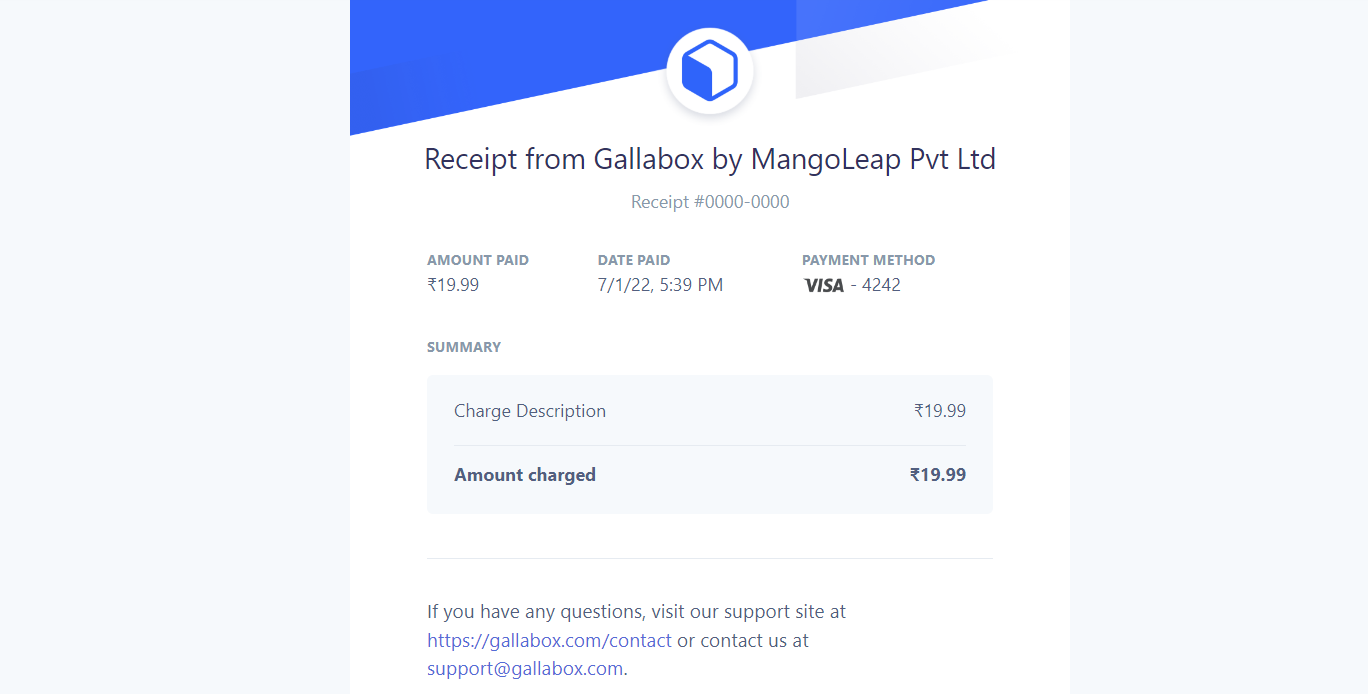 Receipt from Gallabox by MangoLeap Pvt Ltd
Receipt #0000-0000
AMOUNT PAID DATE PAID PAYMENT METHOD
₹19.99 7/1/22, 5:39 PM VISA - 4242
SUMMARY
Charge Description ₹19.99
Amount charged ₹19.99
If you have any questions, visit our support site at
https://gallabox.com/contact or contact us at
support@gallabox.com.